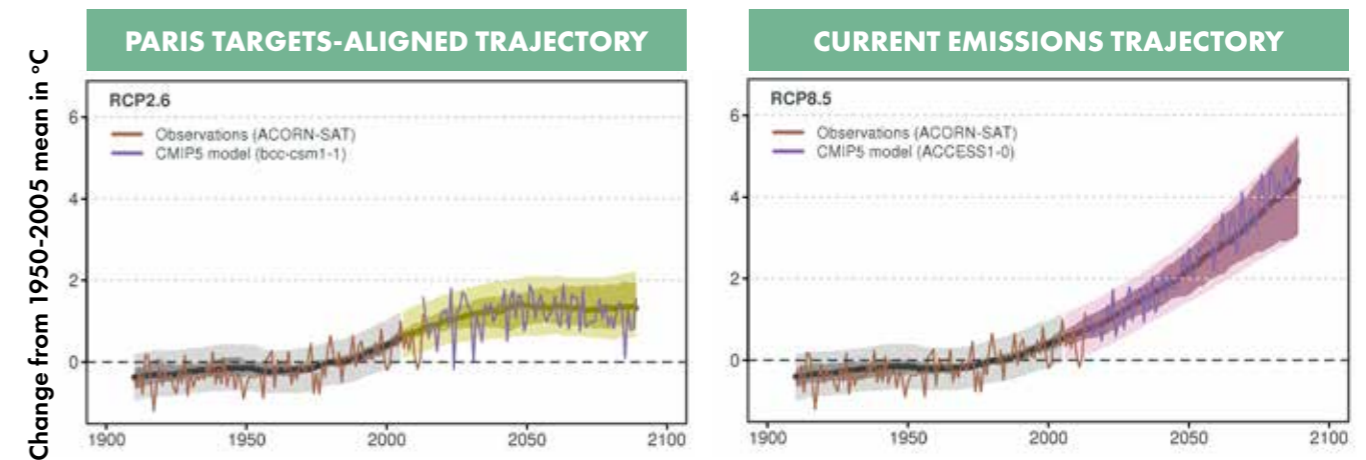 PARIS TARGETS-ALIGNED TRAJECTORY
CURRENT EMISSIONS TRAJECTORY
Change from 1950-2005 mean in °C
RCP2.6
Observations (ACORN-SAT)
CMIP5 model (bcc-csm1-1)
6
4
2
0
1900 1950 2000 2050 2100
RCP8.5
Observations (ACORN-SAT)
CMIP5 model (ACCESS1-0)
6
4
2
0
1900 1950 2000 2050 2100